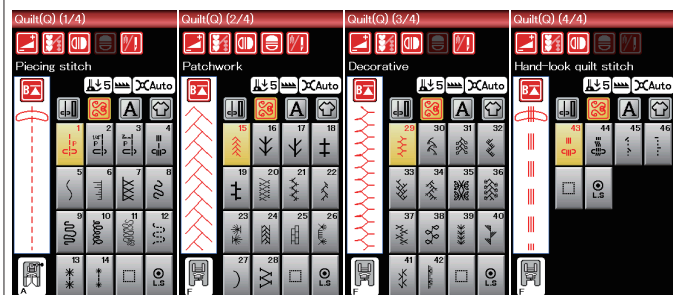 Quilt(Q) (1/4)
Piecing stitch
B
5
Auto
A
1
P
2
1/4"
P
3
P
4
5
6
7
8
9
10
11
12
13
14
L.S
A
Quilt(Q) (2/4)
Patchwork
B
5
Auto
A
15
16
17
18
19
20
21
22
23
24
25
26
27
28
L.S
F
Quilt(Q) (3/4)
Decorative
B
5
Auto
A
29
30
31
32
33
34
35
36
37
38
39
40
41
42
L.S
F
Quilt(Q) (4/4)
Hand-look quilt stitch
B
5
Auto
A
43
44
45
46
L.S
F